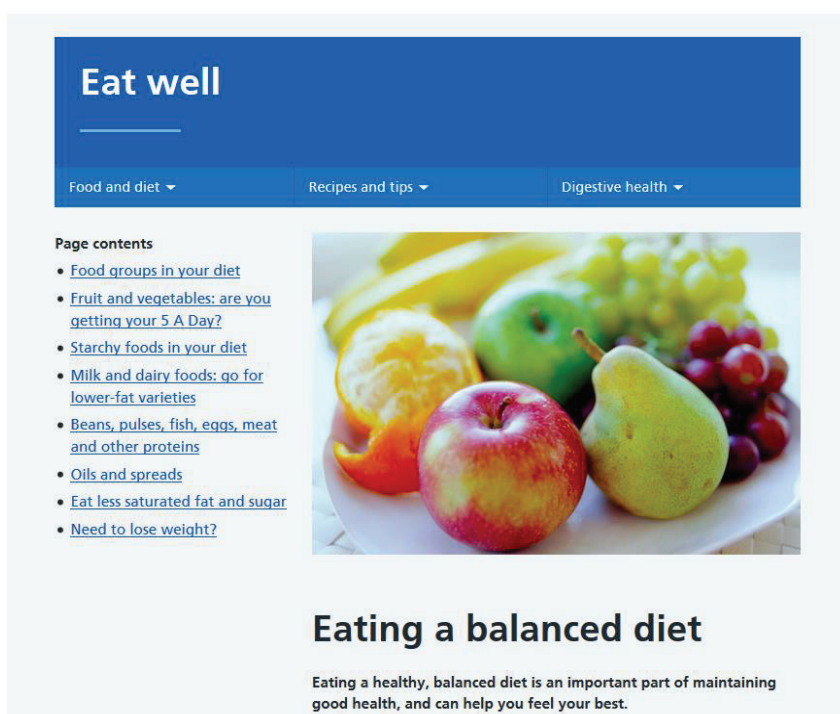 Eat well
Food and diet
Recipes and tips
Digestive health
Page contents
Food groups in your diet
Fruit and vegetables: are you
getting your 5 A Day?
Starchy foods in your diet
Milk and dairy foods: go for
lower-fat varieties
Beans, pulses, fish, eggs, meat
and other proteins
Oils and spreads
Eat less saturated fat and sugar
Need to lose weight?
Eating a balanced diet
Eating a healthy, balanced diet is an important part of maintaining
good health, and can help you feel your best.